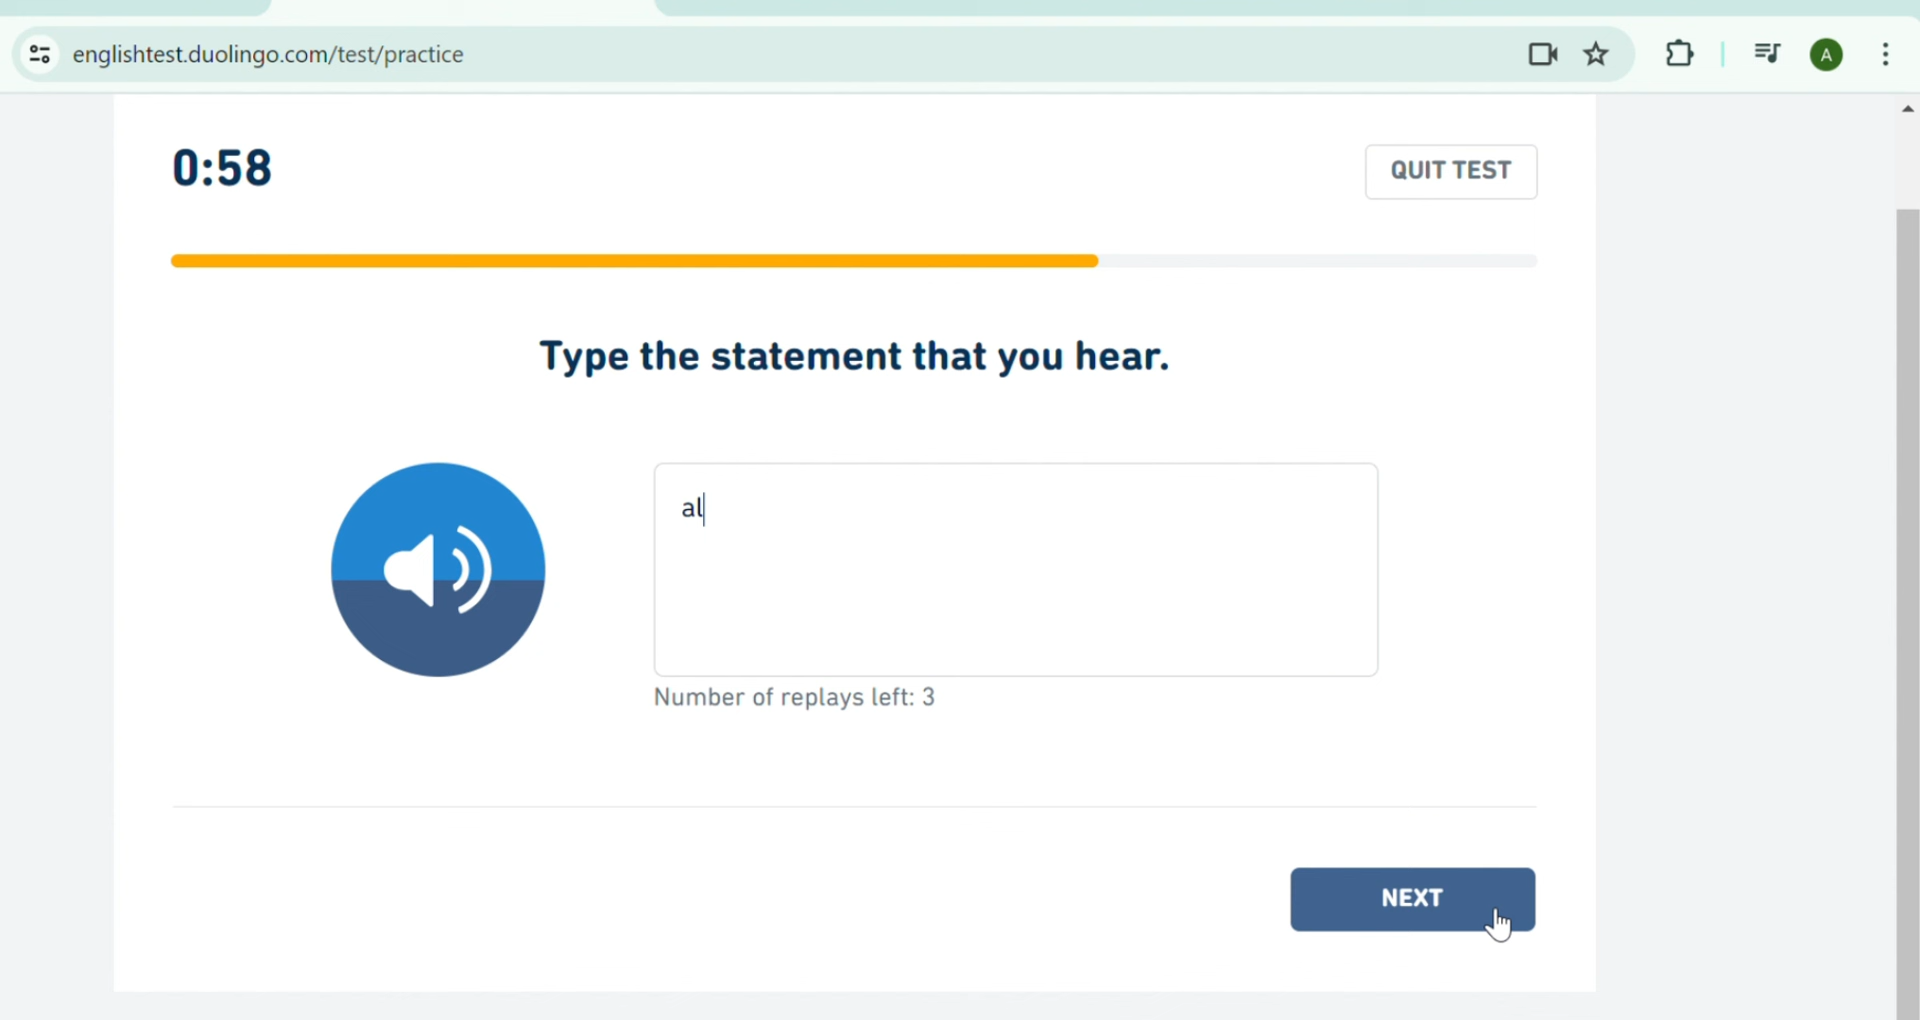 englishtest.duolingo.com/test/practice
A
0:58
QUIT TEST
Type the statement that you hear.
al
Number of replays left: 3
NEXT